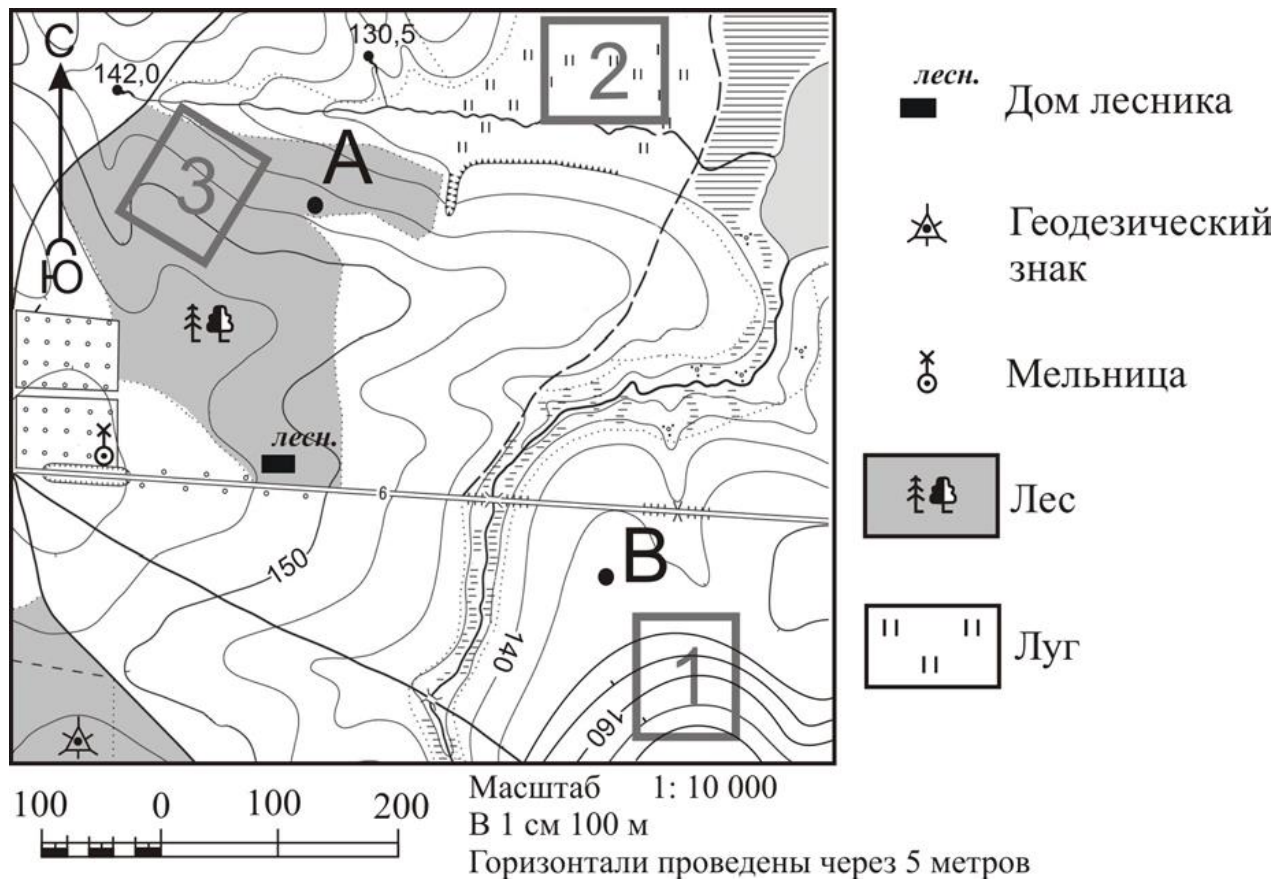 С
142,0
130,5
2
3
А
Ю
лесн.
6
В
150
140
1
160
лесн.
Дом лесника
Геодезический
знак
Мельница
Лес
Луг
100 0 100 200
Масштаб 1: 10 000
В 1 см 100 м
Горизонтали проведены через 5 метров